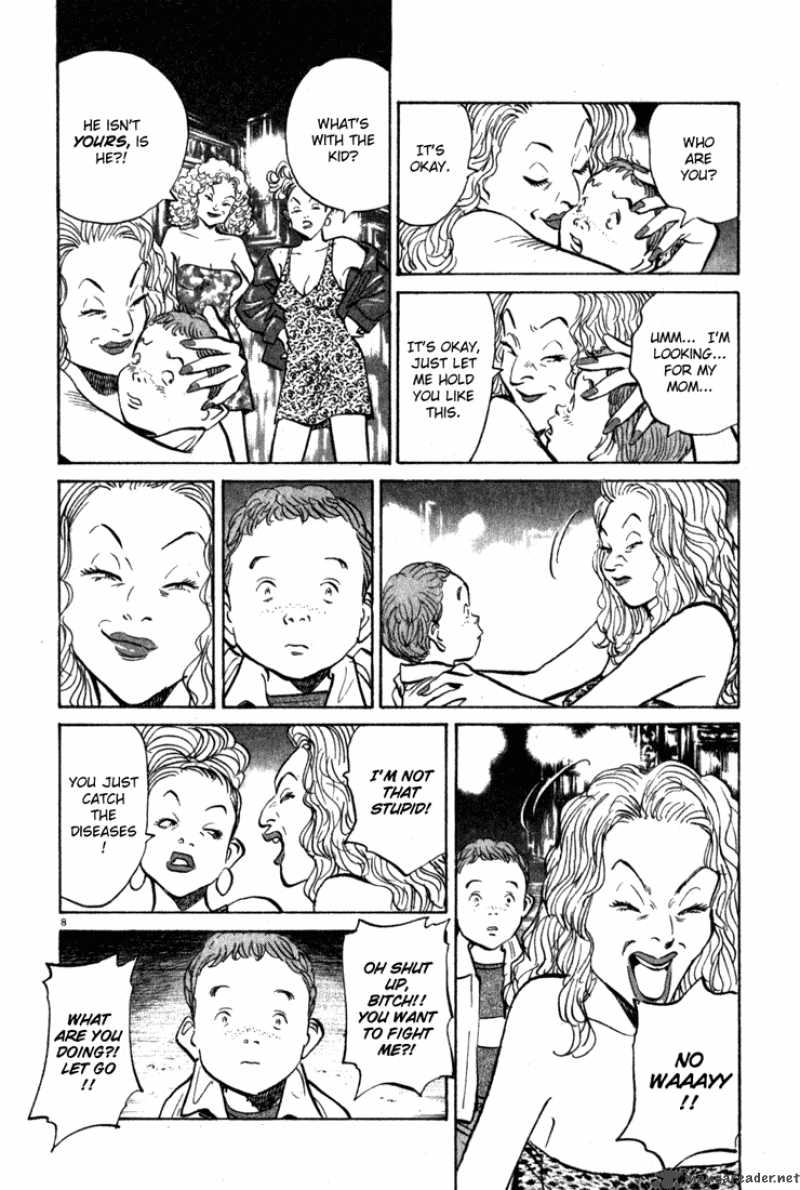 WHO
ARE
YOU?
IT'S
OKAY.
UMM... I'M
LOOKING...
FOR MY
MOM...
IT'S OKAY,
JUST LET
ME HOLD
YOU LIKE
THIS.
WHAT'S
WITH THE
KID?
HE ISN'T
YOURS, IS
HE?!
NO
WAAAYY
!!
I'M NOT
THAT
STUPID!
YOU JUST
CATCH
THE
DISEASES
!
OH SHUT
UP,
BITCH!!
YOU WANT
TO FIGHT
ME?!
WHAT
ARE YOU
DOING?!
LET GO
!!
8